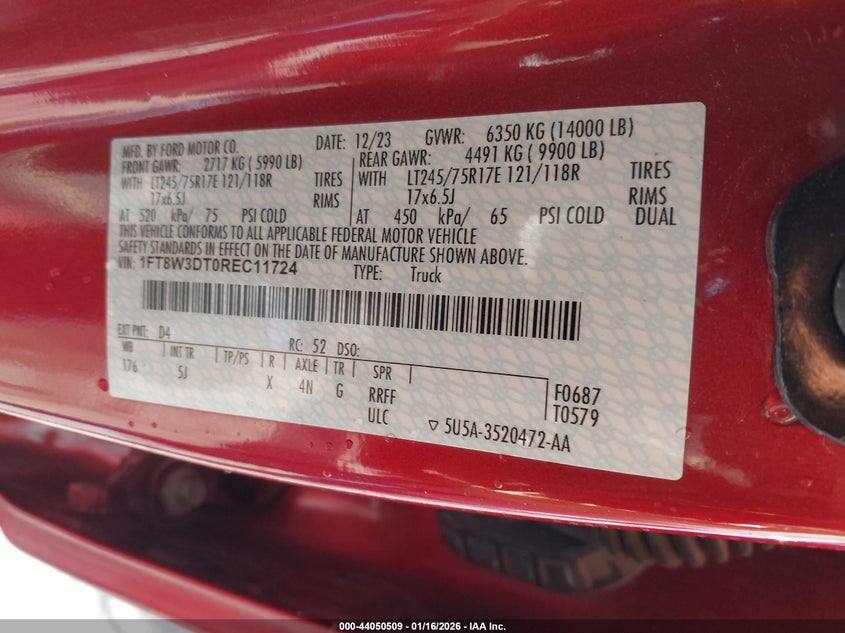 MFD. BY FORD MOTOR CO.
DATE: 12/23 GVWR: 6350 KG (14000 LB)
FRONT GAWR: 2717 KG (5990 LB)
REAR GAWR: 4491 KG (9900 LB)
WITH LT245/75R17E 121/118R TIRES
WITH LT245/75R17E 121/118R TIRES
17x6.5J RIMS
17x6.5J RIMS
AT 520 kPa/ 75 PSI COLD
AT 450 kPa/ 65 PSI COLD DUAL
THIS VEHICLE CONFORMS TO ALL APPLICABLE FEDERAL MOTOR VEHICLE
SAFETY STANDARDS IN EFFECT ON THE DATE OF MANUFACTURE SHOWN ABOVE.
VIN: 1FT8W3DT0REC11724
TYPE: Truck
EXT PNT: D4
RC: 52 DSO:
WB INT TR TP/PS R AXLE TR SPR
176 5J X 4N G RRFF
ULC
F0687
T0579
▽ 5U5A-3520472-AA
000-44050509 - 01/16/2026 - IAA Inc.